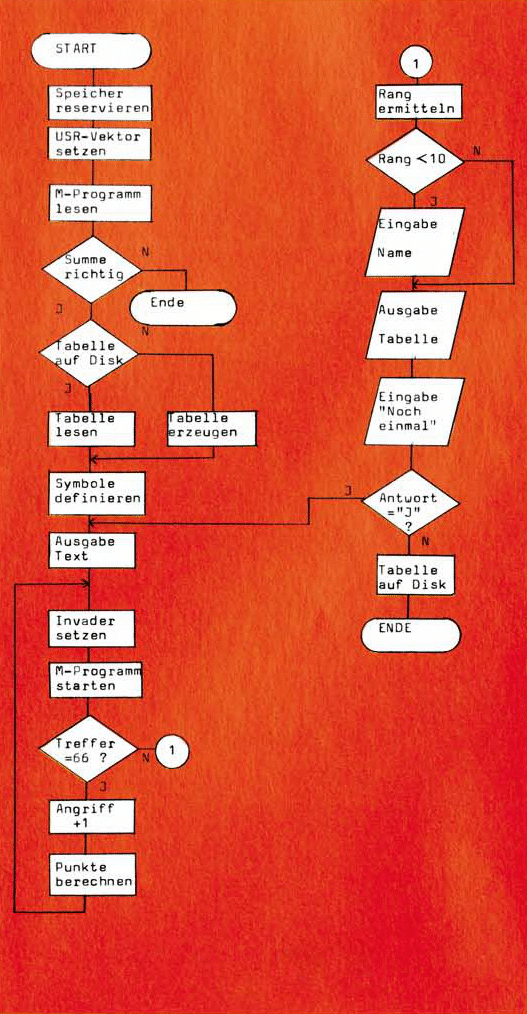 START
Speicher
reservieren
USR-Vektor
setzen
M-Programm
lesen
Summe
richtig
N
J
Ende
Tabelle
auf Disk
N
J
Tabelle
lesen
Tabelle
erzeugen
Symbole
definieren
Ausgabe
Text
Invader
setzen
M-Programm
starten
Treffer
=66 ?
N
1
J
Angriff
+1
Punkte
berechnen
1
Rang
ermitteln
Rang <10
N
J
Eingabe
Name
Ausgabe
Tabelle
Eingabe
"Noch
einmal"
Antwort
="J"
?
J
N
Tabelle
auf Disk
ENDE